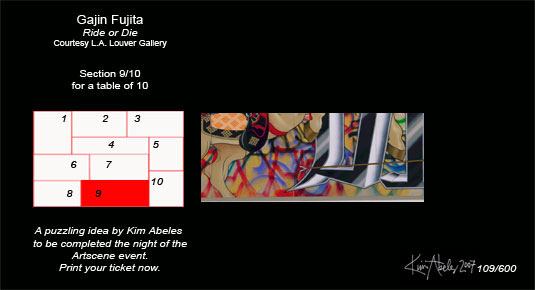 Gajin Fujita
Ride or Die
Courtesy L.A. Louver Gallery
Section 9/10
for a table of 10
1 2 3
4 5
6 7
8 9 10
A puzzling idea by Kim Abeles
to be completed the night of the
Artscene event.
Print your ticket now.
Kim Abeles 2007 109/600